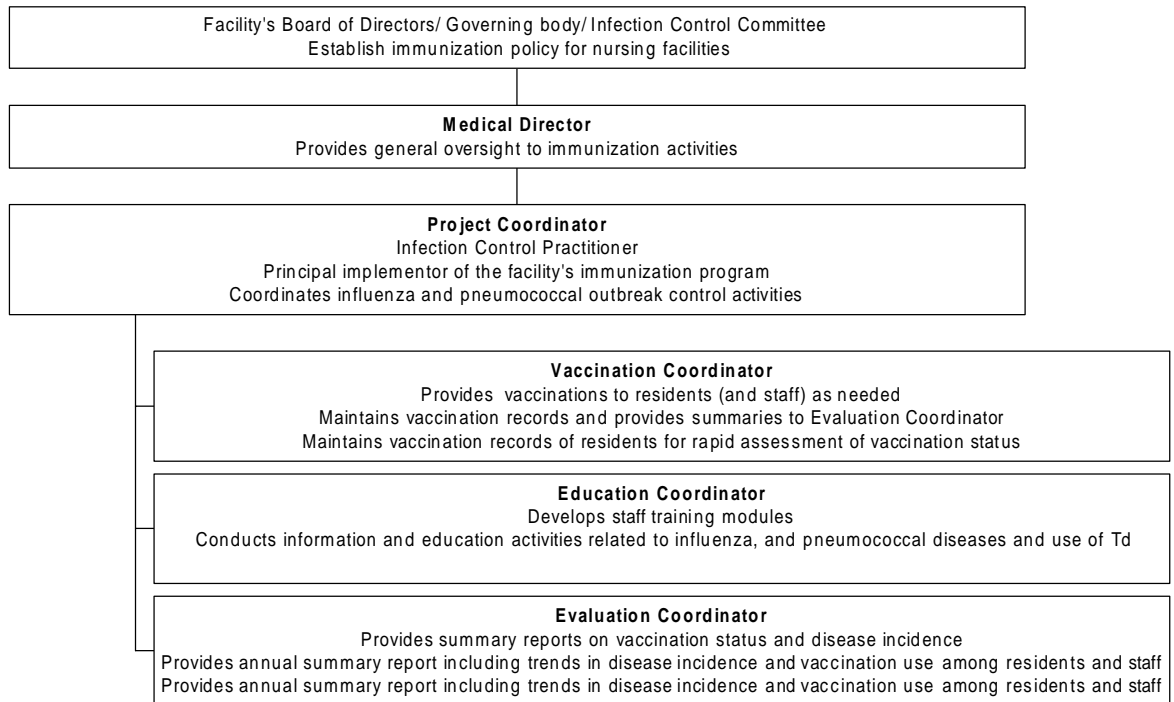 Facility's Board of Directors/ Governing body/ Infection Control Committee
Establish immunization policy for nursing facilities
Medical Director
Provides general oversight to immunization activities
Project Coordinator
Infection Control Practitioner
Principal implementor of the facility's immunization program
Coordinates influenza and pneumococcal outbreak control activities
Vaccination Coordinator
Provides vaccinations to residents (and staff) as needed
Maintains vaccination records and provides summaries to Evaluation Coordinator
Maintains vaccination records of residents for rapid assessment of vaccination status
Education Coordinator
Develops staff training modules
Conducts information and education activities related to influenza, and pneumococcal diseases and use of Td
Evaluation Coordinator
Provides summary reports on vaccination status and disease incidence
Provides annual summary report including trends in disease incidence and vaccination use among residents and staff
Provides annual summary report including trends in disease incidence and vaccination use among residents and staff